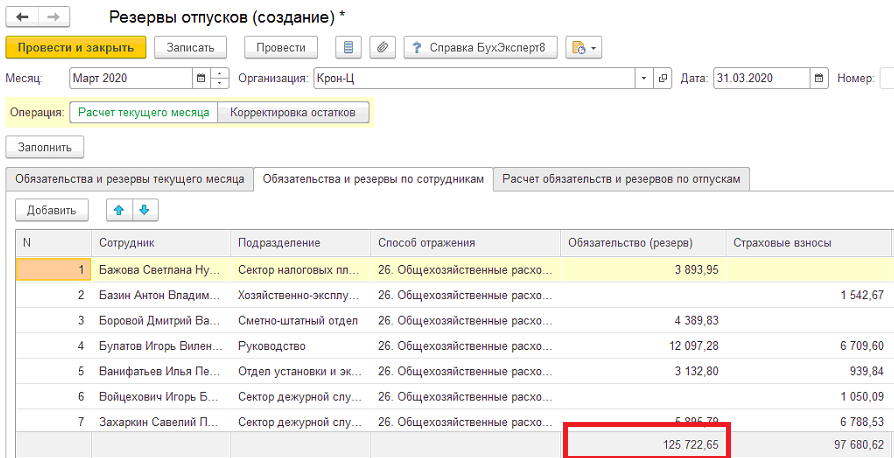 Резервы отпусков (создание) *
Провести и закрыть Записать Провести ? Справка БухЭксперт8
Месяц: Март 2020 Организация: Крон-Ц Дата: 31.03.2020 Номер:
Операция: Расчет текущего месяца Корректировка остатков
Заполнить
Обязательства и резервы текущего месяца Обязательства и резервы по сотрудникам Расчет обязательств и резервов по отпускам
Добавить
N Сотрудник Подразделение Способ отражения Обязательство (резерв) Страховые взносы
1 Бажова Светлана Ну... Сектор налоговых пл... 26. Общехозяйственные расхо... 3 893,95
2 Базин Антон Владим... Хозяйственно-эксплу... 26. Общехозяйственные расхо... 1 542,67
3 Боровой Дмитрий Ва... Сметно-штатный отдел 26. Общехозяйственные расхо... 4 389,83
4 Булатов Игорь Вилен... Руководство 26. Общехозяйственные расхо... 12 097,28 6 709,60
5 Ванифатьев Илья Пе... Отдел установки и эк... 26. Общехозяйственные расхо... 3 132,80 939,84
6 Войцехович Игорь Б... Сектор дежурной слу... 26. Общехозяйственные расхо... 1 050,09
7 Захаркин Савелий П... Сектор дежурной слу... 26. Общехозяйственные расхо... 5 895,79 6 788,53
125 722,65 97 680,62